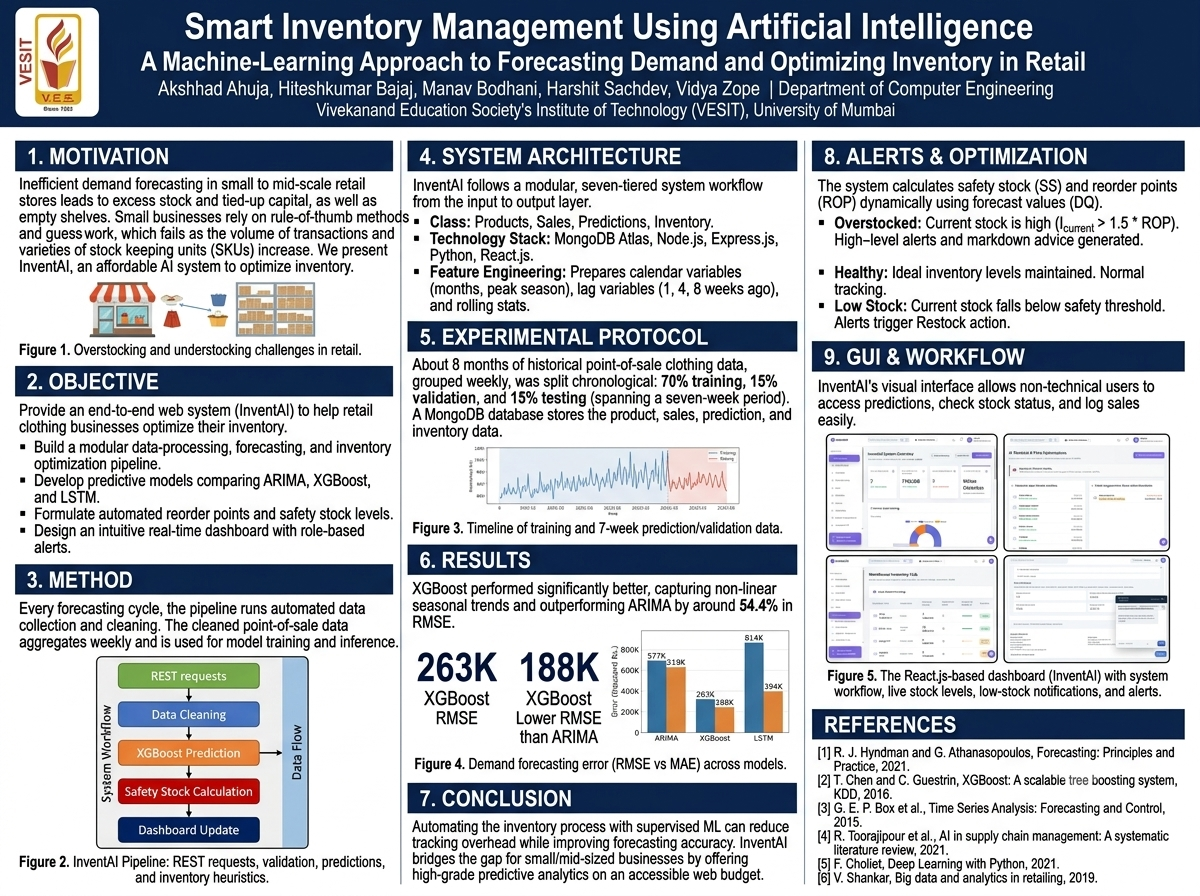 VESIT
V.E.S
Smart Inventory Management Using Artificial Intelligence
A Machine-Learning Approach to Forecasting Demand and Optimizing Inventory in Retail
Akshhad Ahuja, Hiteshkumar Bajaj, Manav Bodhani, Harshit Sachdev, Vidya Zope | Department of Computer Engineering
Vivekanand Education Society's Institute of Technology (VESIT), University of Mumbai
1. MOTIVATION
Inefficient demand forecasting in small to mid-scale retail
stores leads to excess stock and tied-up capital, as well as
empty shelves. Small businesses rely on rule-of-thumb methods
and guess work, which fails as the volume of transactions and
varieties of stock keeping units (SKUs) increase. We present
InventAI, an affordable AI system to optimize inventory.
Figure 1. Overstocking and understocking challenges in retail.
2. OBJECTIVE
Provide an end-to-end web system (InventAI) to help retail
clothing businesses optimize their inventory.
▪ Build a modular data-processing, forecasting, and inventory
optimization pipeline.
▪ Develop predictive models comparing ARIMA, XGBoost,
and LSTM.
▪ Formulate automated reorder points and safety stock levels.
▪ Design an intuitive real-time dashboard with role-based
alerts.
3. METHOD
Every forecasting cycle, the pipeline runs automated data
collection and cleaning. The cleaned point-of-sale data
aggregates weekly and is used for model training and inference.
System Workflow
REST requests
Data Cleaning
XGBoost Prediction
Safety Stock Calculation
Dashboard Update
Data Flow
Figure 2. InventAI Pipeline: REST requests, validation, predictions,
and inventory heuristics.
4. SYSTEM ARCHITECTURE
InventAI follows a modular, seven-tiered system workflow
from the input to output layer.
▪ Class: Products, Sales, Predictions, Inventory.
▪ Technology Stack: MongoDB Atlas, Node.js, Express.js,
Python, React.js.
▪ Feature Engineering: Prepares calendar variables
(months, peak season), lag variables (1, 4, 8 weeks ago),
and rolling stats.
5. EXPERIMENTAL PROTOCOL
About 8 months of historical point-of-sale clothing data,
grouped weekly, was split chronological: 70% training, 15%
validation, and 15% testing (spanning a seven-week period).
A MongoDB database stores the product, sales, prediction, and
inventory data.
Figure 3. Timeline of training and 7-week prediction/validation data.
6. RESULTS
XGBoost performed significantly better, capturing non-linear
seasonal trends and outperforming ARIMA by around 54.4% in
RMSE.
263K
XGBoost
RMSE
188K
XGBoost
Lower RMSE
than ARIMA
800K
600K
400K
200K
0
577K
319K
263K
188K
814K
394K
ARIMA
XGBoost
LSTM
Figure 4. Demand forecasting error (RMSE vs MAE) across models.
7. CONCLUSION
Automating the inventory process with supervised ML can reduce
tracking overhead while improving forecasting accuracy. InventAI
bridges the gap for small/mid-sized businesses by offering
high-grade predictive analytics on an accessible web budget.
8. ALERTS & OPTIMIZATION
The system calculates safety stock (SS) and reorder points
(ROP) dynamically using forecast values (DQ).
▪ Overstocked: Current stock is high (Icurrent > 1.5 * ROP).
High–level alerts and markdown advice generated.
▪ Healthy: Ideal inventory levels maintained. Normal
tracking.
▪ Low Stock: Current stock falls below safety threshold.
Alerts trigger Restock action.
9. GUI & WORKFLOW
InventAI's visual interface allows non-technical users to
access predictions, check stock status, and log sales
easily.
Figure 5. The React.js-based dashboard (InventAI) with system
workflow, live stock levels, low-stock notifications, and alerts.
REFERENCES
[1] R. J. Hyndman and G. Athanasopoulos, Forecasting: Principles and
Practice, 2021.
[2] T. Chen and C. Guestrin, XGBoost: A scalable tree boosting system,
KDD, 2016.
[3] G. E. P. Box et al., Time Series Analysis: Forecasting and Control,
2015.
[4] R. Toorajipour et al., AI in supply chain management: A systematic
literature review, 2021.
[5] F. Choliet, Deep Learning with Python, 2021.
[6] V. Shankar, Big data and analytics in retailing, 2019.